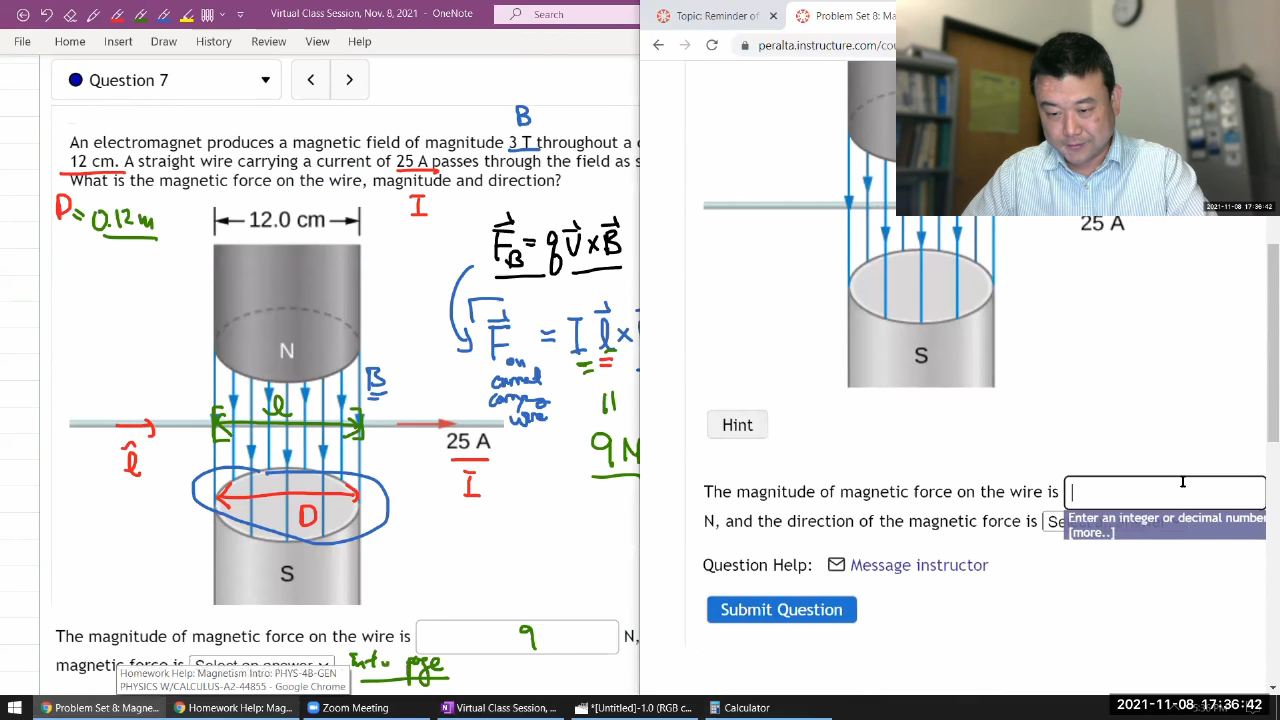 Virtual Class Session, Nov. 8, 2021 - OneNote
Search
File Home Insert Draw History Review View Help
Question 7
B
An electromagnet produces a magnetic field of magnitude 3 T throughout a
12 cm. A straight wire carrying a current of 25 A passes through the field as
What is the magnetic force on the wire, magnitude and direction?
D = 0.12m
I
12.0 cm
F_B = q V × B
F = I l ×
on
wire
N
B
l
l̂
25 A
I
D
S
9 N
The magnitude of magnetic force on the wire is 9 N,
magnetic force is Select an answer into page
Homework Help: Magnetism Intro: PHYS-4B-GEN
PHYSICS W/CALCULUS-A2-44855 - Google Chrome
Topic: Reminder of
Problem Set 8: Ma
peralta.instructure.com/cou
2021-11-08 17:36:42
25 A
S
Hint
The magnitude of magnetic force on the wire is
Enter an integer or decimal number
[more..]
N, and the direction of the magnetic force is
Question Help: Message instructor
Submit Question
Problem Set 8: Magne...
Homework Help: Mag...
Zoom Meeting
Virtual Class Session, ...
*[Untitled]-1.0 (RGB c...
Calculator
2021-11-08 17:36:42